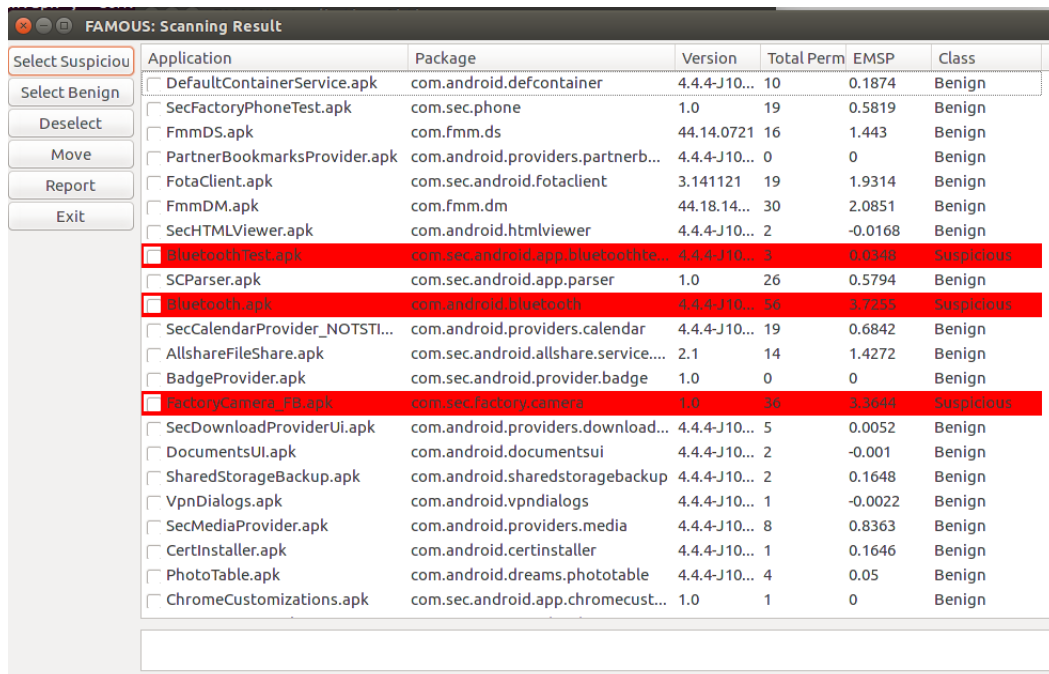 FAMOUS: Scanning Result
Select Suspiciou
Select Benign
Deselect
Move
Report
Exit
Application Package Version Total Perm EMSP Class
DefaultContainerService.apk com.android.defcontainer 4.4.4-J10... 10 0.1874 Benign
SecFactoryPhoneTest.apk com.sec.phone 1.0 19 0.5819 Benign
FmmDS.apk com.fmm.ds 44.14.0721 16 1.443 Benign
PartnerBookmarksProvider.apk com.android.providers.partnerb... 4.4.4-J10... 0 0 Benign
FotaClient.apk com.sec.android.fotaclient 3.141121 19 1.9314 Benign
FmmDM.apk com.fmm.dm 44.18.14... 30 2.0851 Benign
SecHTMLViewer.apk com.android.htmlviewer 4.4.4-J10... 2 -0.0168 Benign
BluetoothTest.apk com.sec.android.app.bluetoothte... 4.4.4-J10... 3 0.0348 Suspicious
SCParser.apk com.sec.android.app.parser 1.0 26 0.5794 Benign
Bluetooth.apk com.android.bluetooth 4.4.4-J10... 56 3.7255 Suspicious
SecCalendarProvider_NOTSTI... com.android.providers.calendar 4.4.4-J10... 19 0.6842 Benign
AllshareFileShare.apk com.sec.android.allshare.service.... 2.1 14 1.4272 Benign
BadgeProvider.apk com.sec.android.provider.badge 1.0 0 0 Benign
FactoryCamera_FB.apk com.sec.factory.camera 1.0 36 3.3644 Suspicious
SecDownloadProviderUi.apk com.android.providers.download... 4.4.4-J10... 5 0.0052 Benign
DocumentsUI.apk com.android.documentsui 4.4.4-J10... 2 -0.001 Benign
SharedStorageBackup.apk com.android.sharedstoragebackup 4.4.4-J10... 2 0.1648 Benign
VpnDialogs.apk com.android.vpndialogs 4.4.4-J10... 1 -0.0022 Benign
SecMediaProvider.apk com.android.providers.media 4.4.4-J10... 8 0.8363 Benign
CertInstaller.apk com.android.certinstaller 4.4.4-J10... 1 0.1646 Benign
PhotoTable.apk com.android.dreams.phototable 4.4.4-J10... 4 0.05 Benign
ChromeCustomizations.apk com.sec.android.app.chromecust... 1.0 1 0 Benign